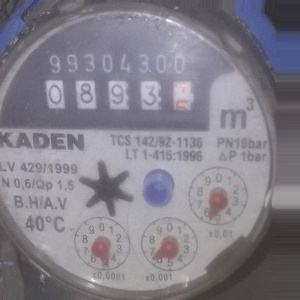 99304300
0893
m³
KADEN
TCS 142/92-1136
PN16bar
LV 429/1999
LT 1-415:1996
ΔP 1bar
N 0,6/Qp 1,5
B.H/A.V
40°C
x0,01
x0,0001
x0,001